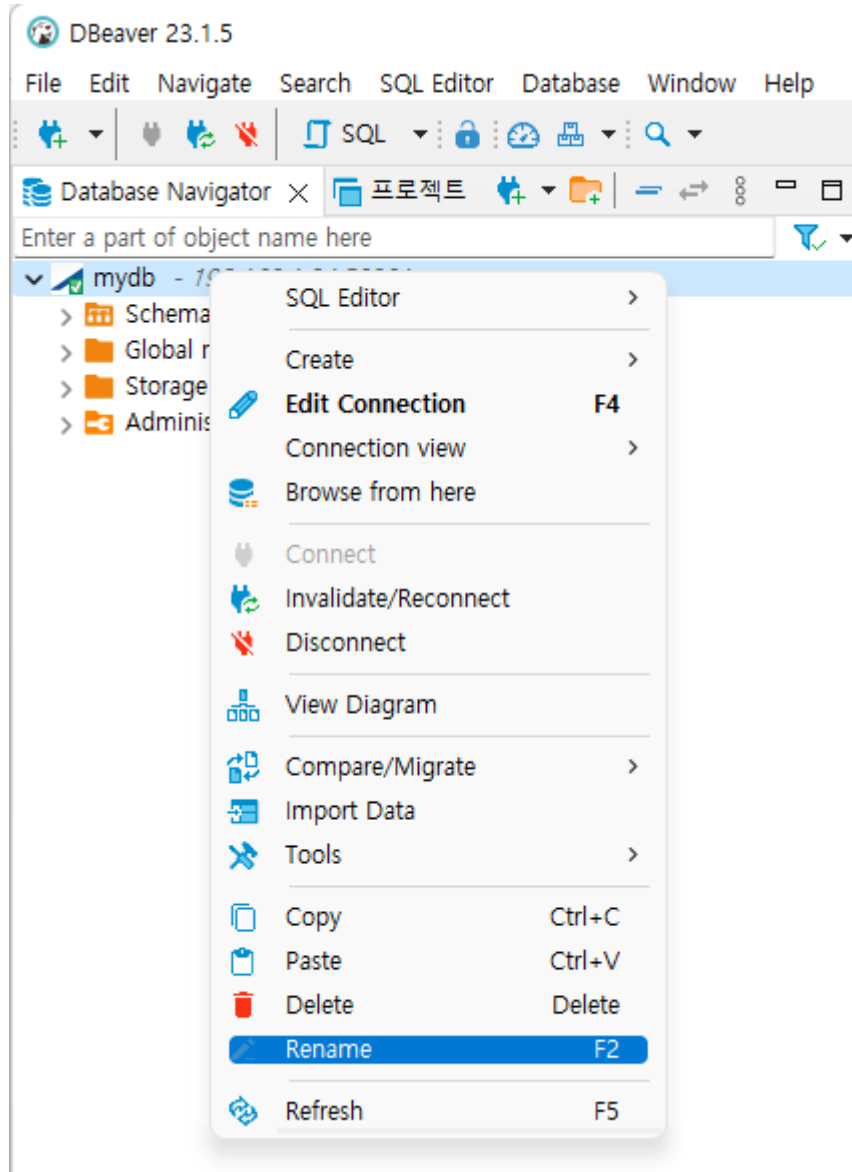 DBeaver 23.1.5
File Edit Navigate Search SQL Editor Database Window Help
SQL
Database Navigator 프로젝트
Enter a part of object name here
mydb -
Schema
Global
Storage
Adminis
SQL Editor
Create
Edit Connection F4
Connection view
Browse from here
Connect
Invalidate/Reconnect
Disconnect
View Diagram
Compare/Migrate
Import Data
Tools
Copy Ctrl+C
Paste Ctrl+V
Delete Delete
Rename F2
Refresh F5